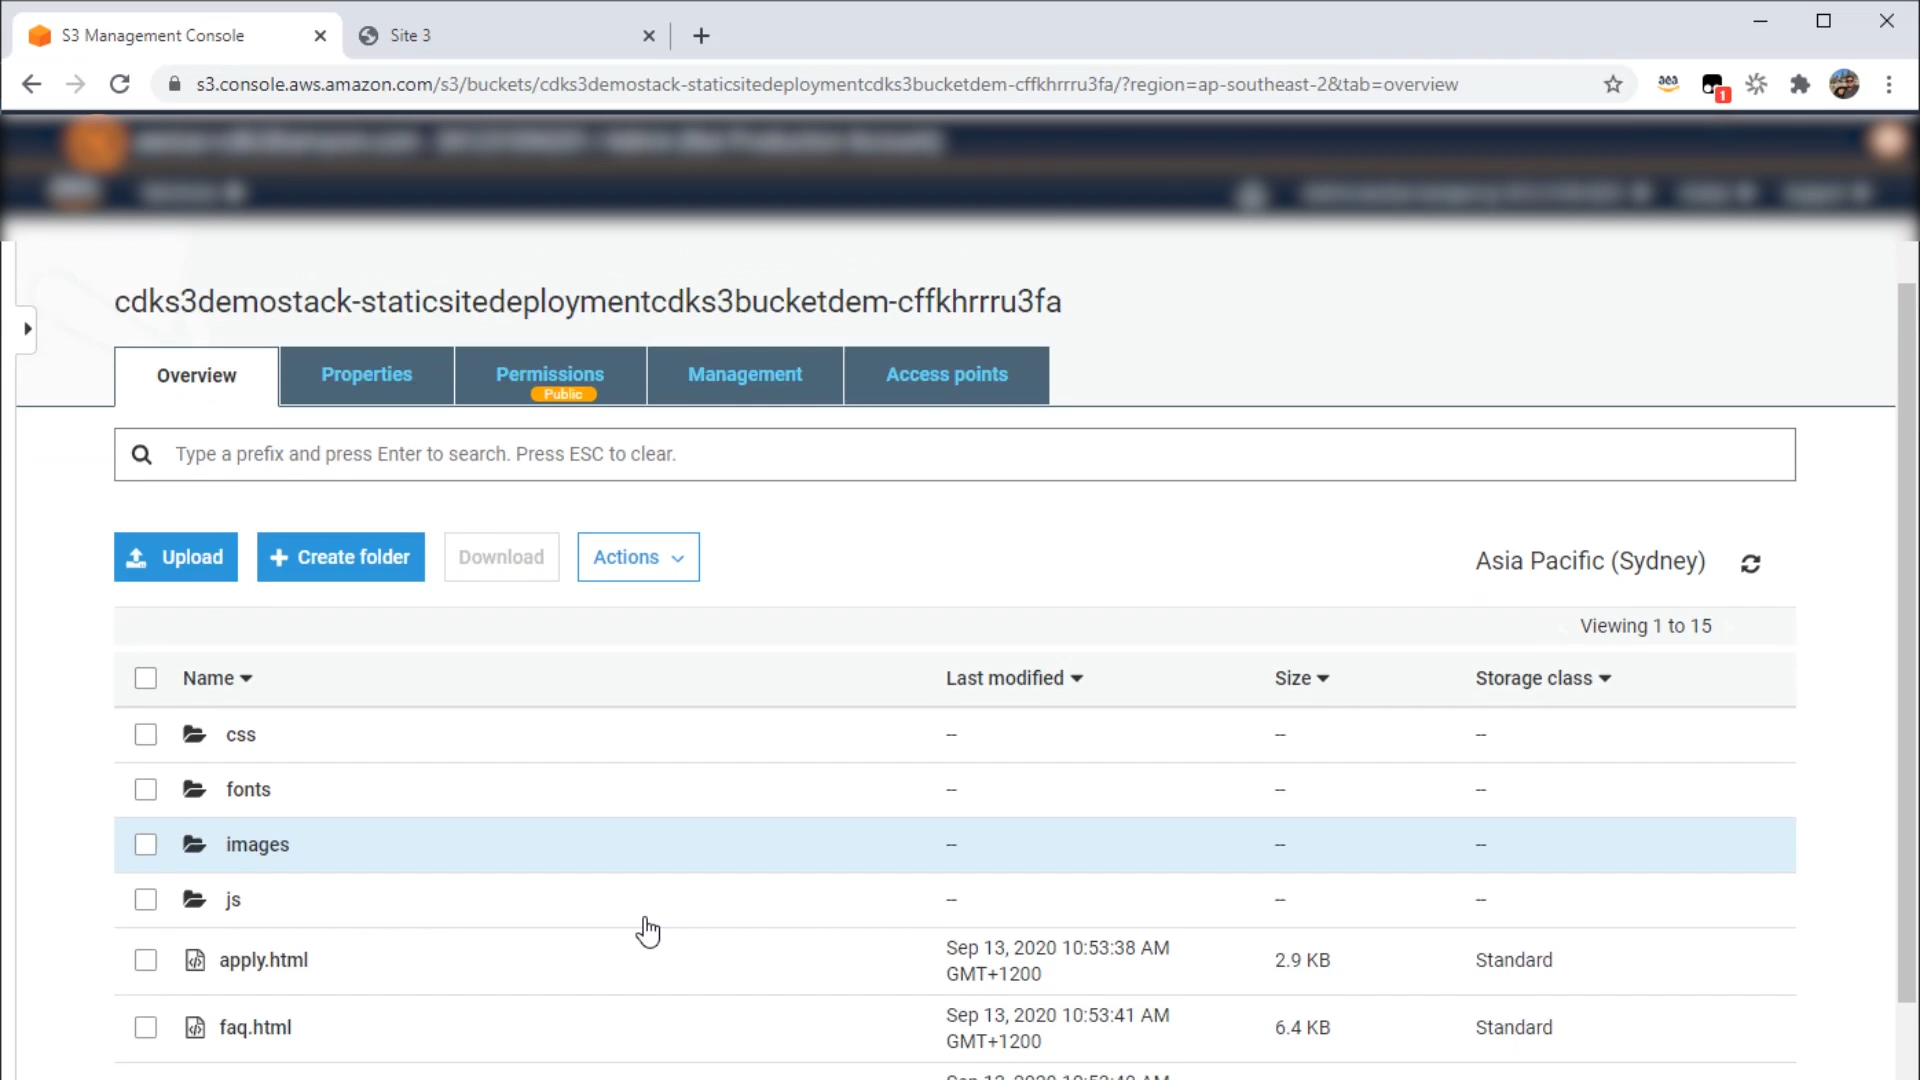 S3 Management Console
Site 3
s3.console.aws.amazon.com/s3/buckets/cdks3demostack-staticsitedeploymentcdks3bucketdem-cffkhrrru3fa/?region=ap-southeast-2&tab=overview
1
cdks3demostack-staticsitedeploymentcdks3bucketdem-cffkhrrru3fa
Overview Properties Permissions Management Access points
Public
Type a prefix and press Enter to search. Press ESC to clear.
Upload Create folder Download Actions Asia Pacific (Sydney)
Viewing 1 to 15
Name Last modified Size Storage class
css -- -- --
fonts -- -- --
images -- -- --
js -- -- --
apply.html Sep 13, 2020 10:53:38 AM GMT+1200 2.9 KB Standard
faq.html Sep 13, 2020 10:53:41 AM GMT+1200 6.4 KB Standard